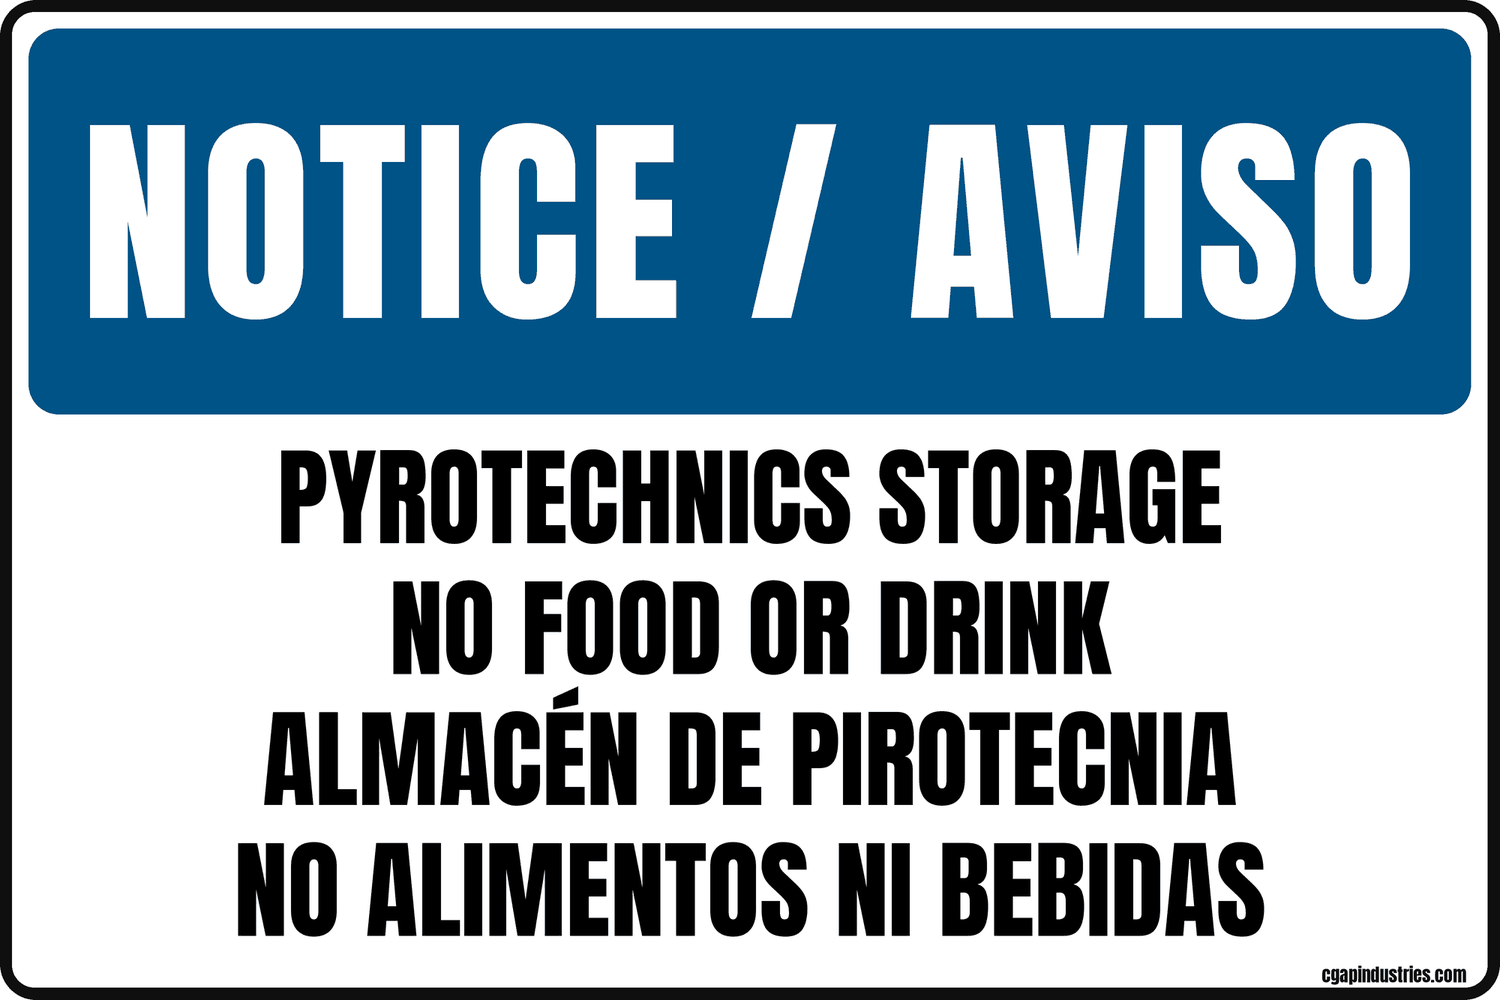 NOTICE / AVISO
PYROTECHNICS STORAGE
NO FOOD OR DRINK
ALMACÉN DE PIROTECNIA
NO ALIMENTOS NI BEBIDAS
cgapindustries.com